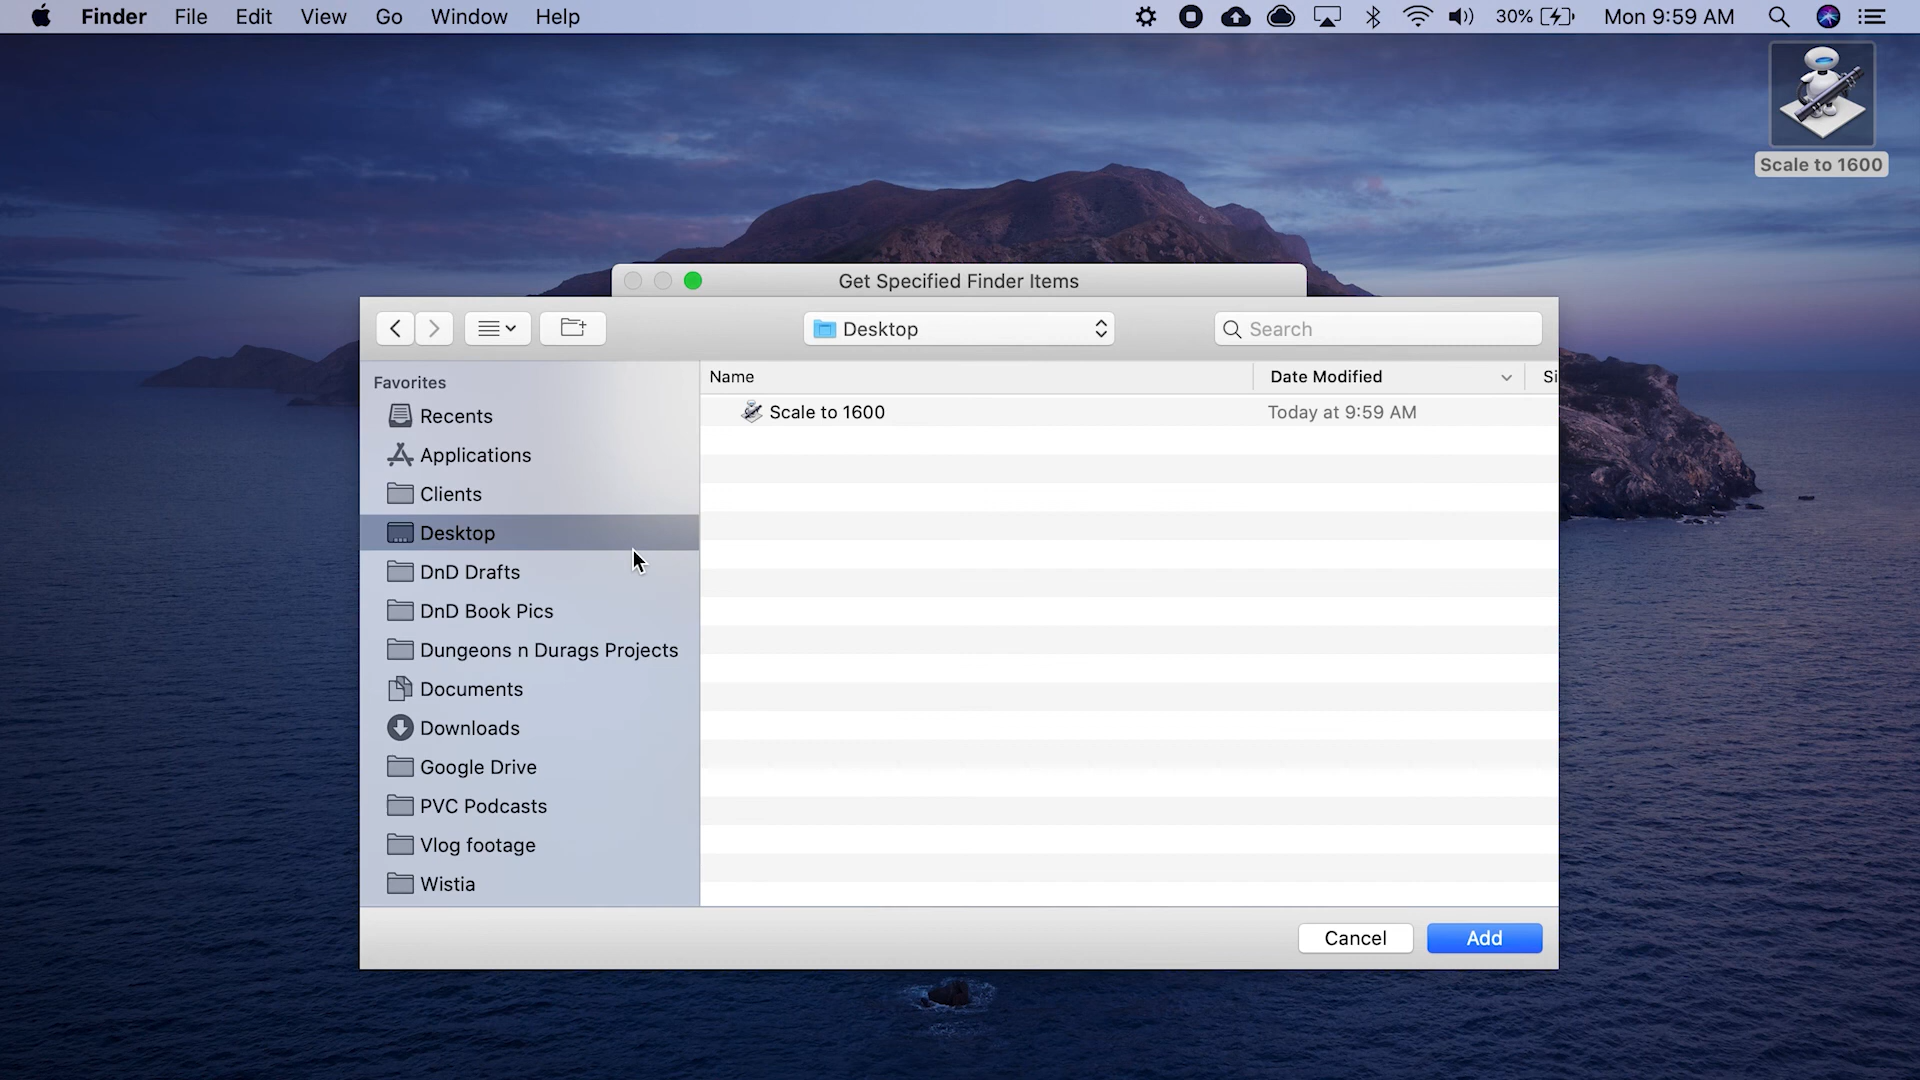 Finder File Edit View Go Window Help 30% Mon 9:59 AM
Scale to 1600
Get Specified Finder Items
Desktop
Search
Favorites
Recents
Applications
Clients
Desktop
DnD Drafts
DnD Book Pics
Dungeons n Durags Projects
Documents
Downloads
Google Drive
PVC Podcasts
Vlog footage
Wistia
Name Date Modified Si
Scale to 1600 Today at 9:59 AM
Cancel Add